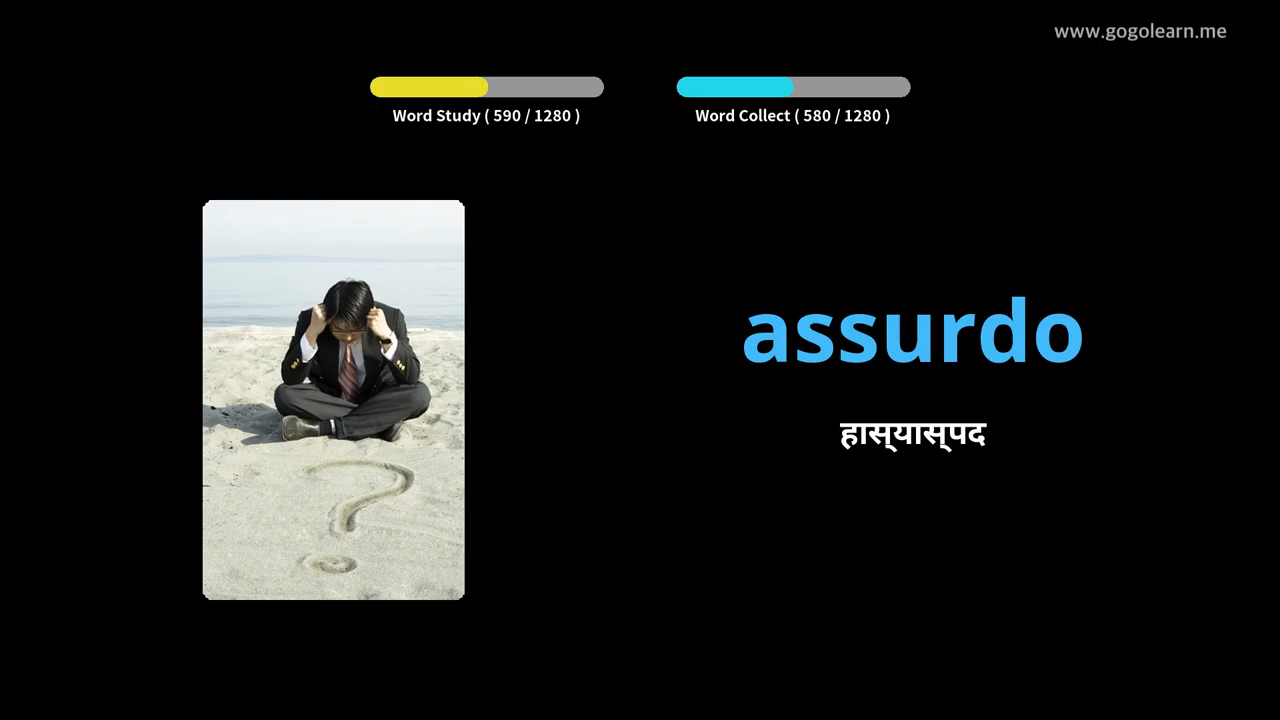 www.gogolearn.me
Word Study ( 590 / 1280 )
Word Collect ( 580 / 1280 )
assurdo
हास्‌यास्‌पद
?